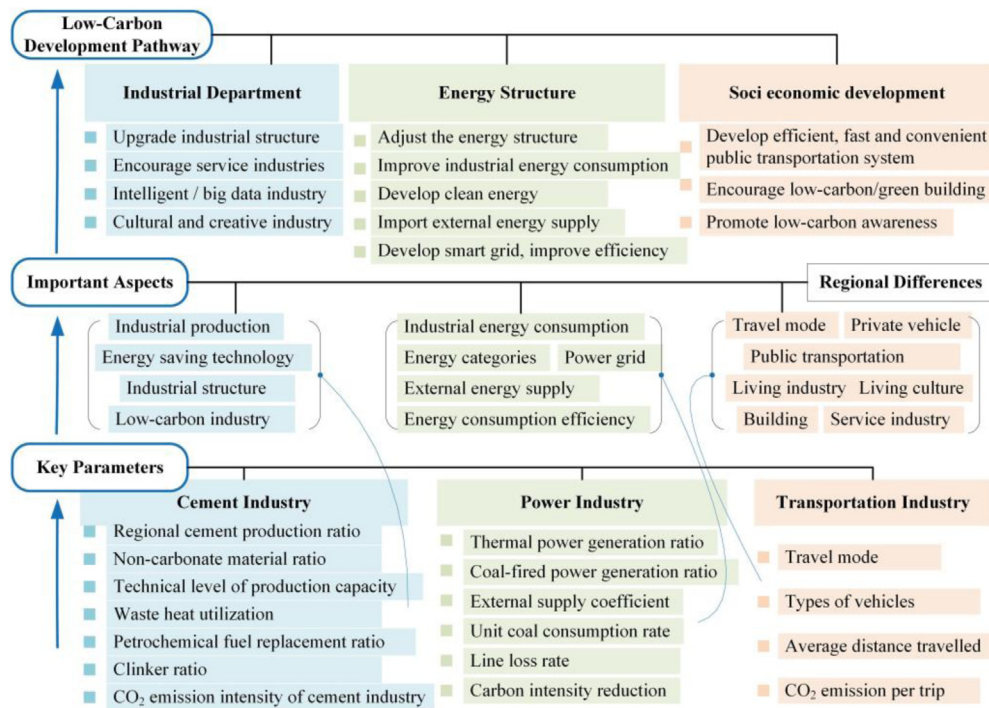 Low-Carbon
Development Pathway
Industrial Department
Upgrade industrial structure
Encourage service industries
Intelligent / big data industry
Cultural and creative industry
Energy Structure
Adjust the energy structure
Improve industrial energy consumption
Develop clean energy
Import external energy supply
Develop smart grid, improve efficiency
Soci economic development
Develop efficient, fast and convenient
public transportation system
Encourage low-carbon/green building
Promote low-carbon awareness
Important Aspects
Regional Differences
Industrial production
Energy saving technology
Industrial structure
Low-carbon industry
Industrial energy consumption
Energy categories Power grid
External energy supply
Energy consumption efficiency
Travel mode Private vehicle
Public transportation
Living industry Living culture
Building Service industry
Key Parameters
Cement Industry
Regional cement production ratio
Non-carbonate material ratio
Technical level of production capacity
Waste heat utilization
Petrochemical fuel replacement ratio
Clinker ratio
CO₂ emission intensity of cement industry
Power Industry
Thermal power generation ratio
Coal-fired power generation ratio
External supply coefficient
Unit coal consumption rate
Line loss rate
Carbon intensity reduction
Transportation Industry
Travel mode
Types of vehicles
Average distance travelled
CO₂ emission per trip